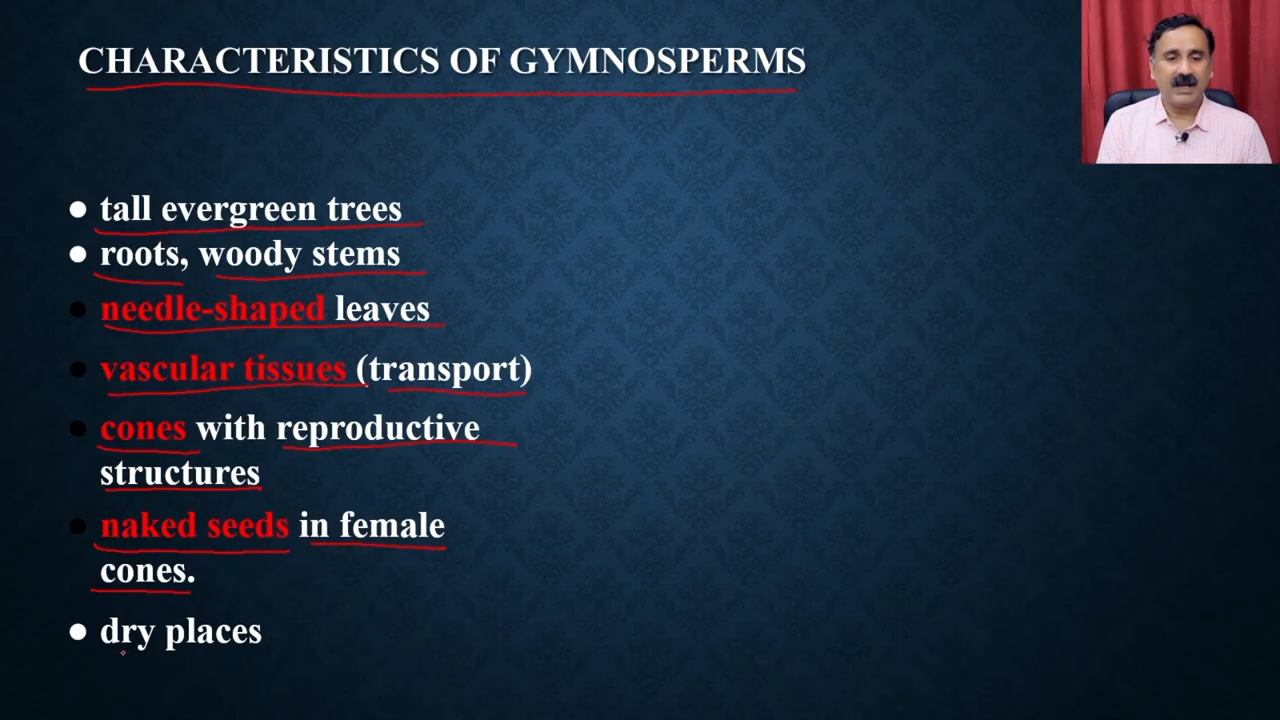 CHARACTERISTICS OF GYMNOSPERMS
● tall evergreen trees
● roots, woody stems
● needle-shaped leaves
● vascular tissues (transport)
● cones with reproductive
structures
● naked seeds in female
cones.
● dry places